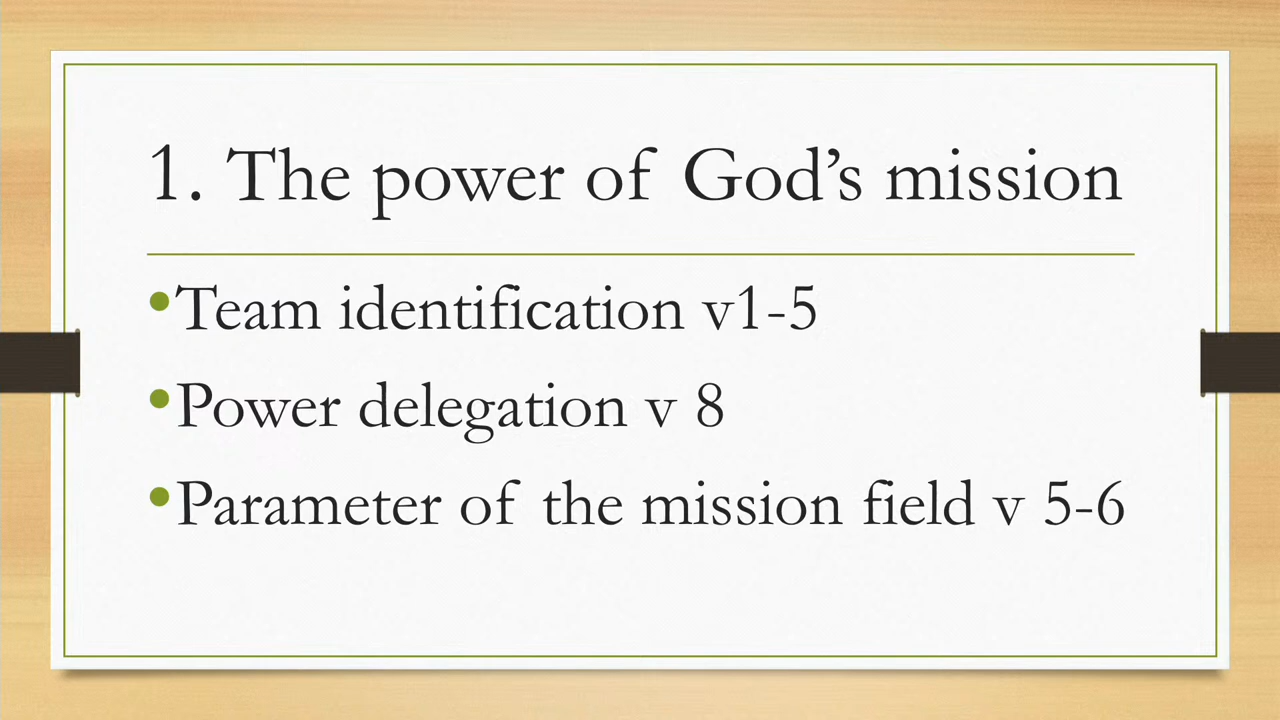 1. The power of God’s mission
•Team identification v1-5
•Power delegation v 8
•Parameter of the mission field v 5-6